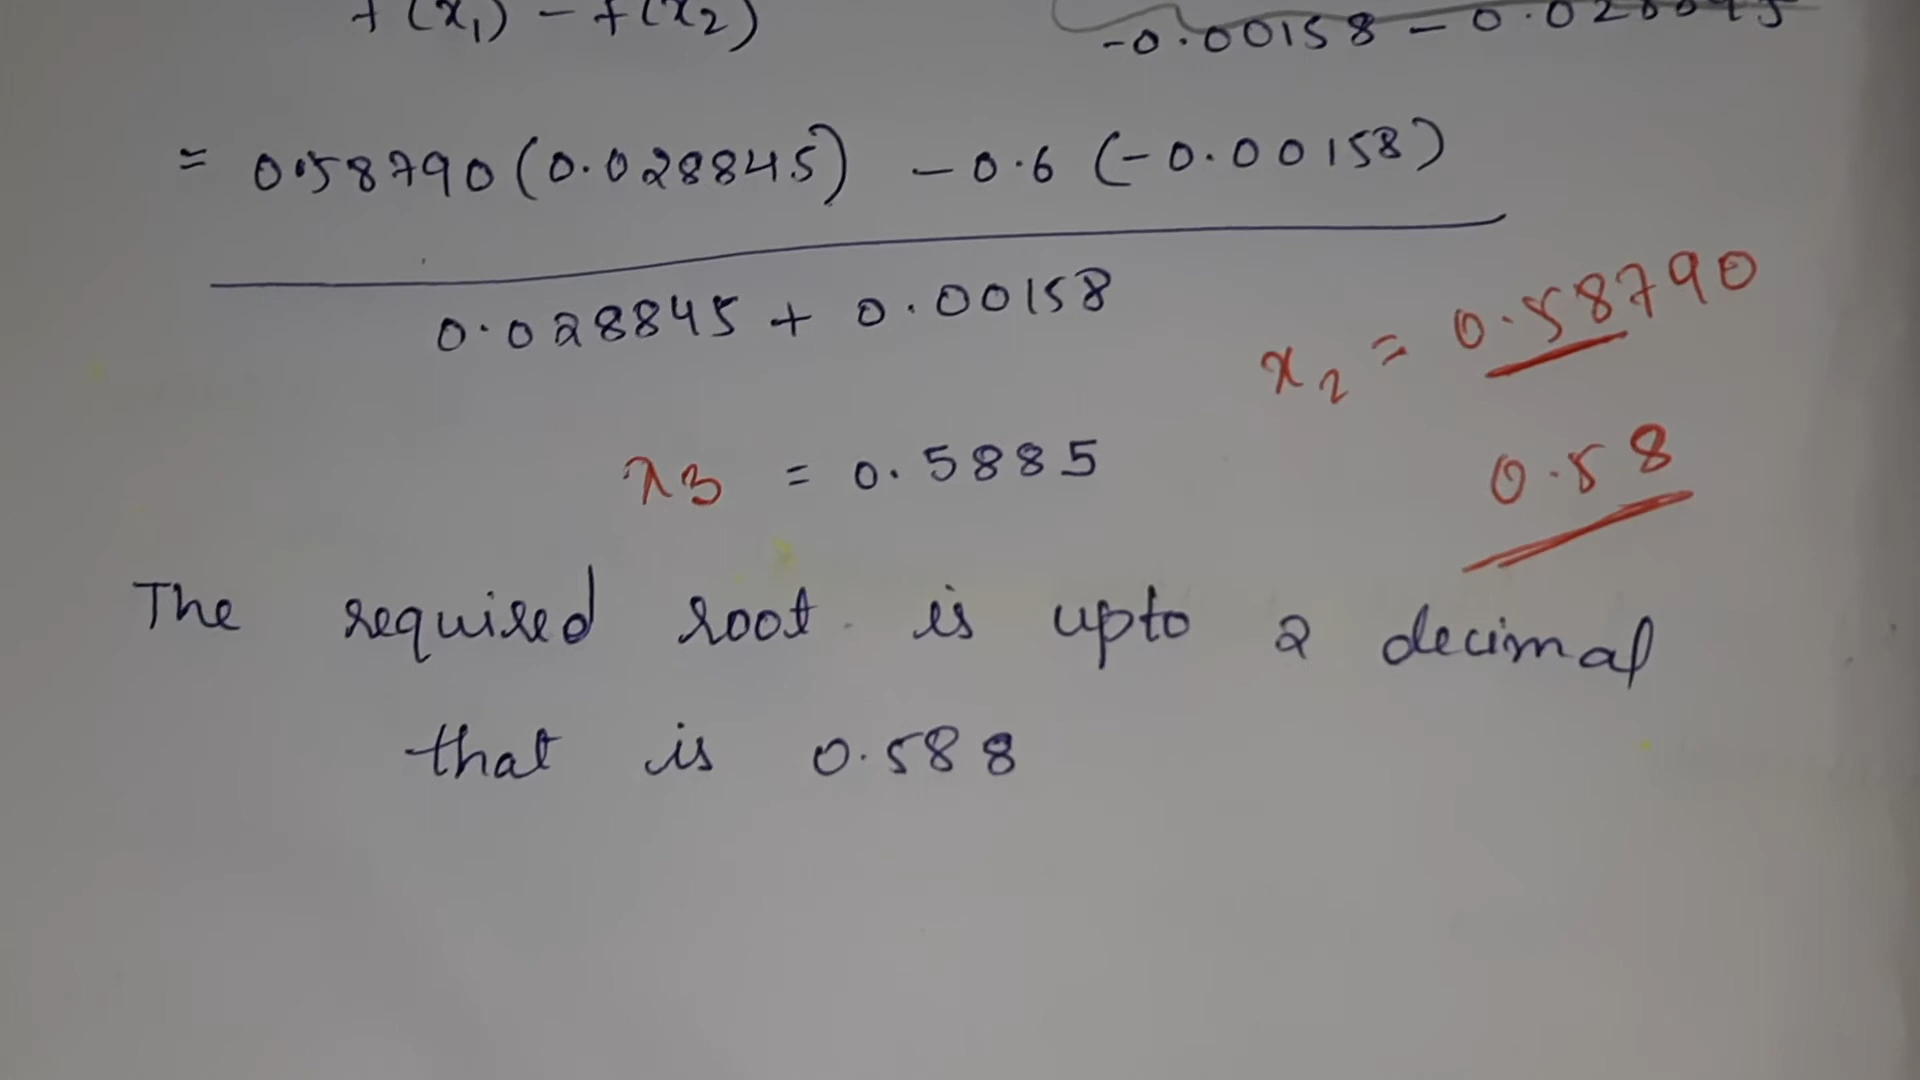 f(x₁) - f(x₂)
-0.00158 - 0.028845
= 0.58790(0.028845) - 0.6 (-0.00158)
0.028845 + 0.00158
x₂ = 0.58790
x₃ = 0.5885
0.58
The required root is upto 2 decimal
that is 0.588